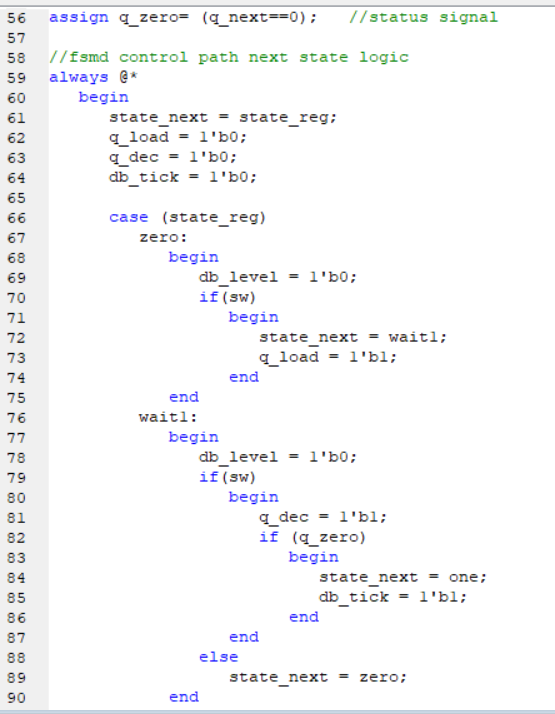 56 assign q_zero= (q_next==0); //status signal
57
58 //fsmd control path next state logic
59 always @*
60 begin
61 state_next = state_reg;
62 q_load = 1'b0;
63 q_dec = 1'b0;
64 db_tick = 1'b0;
65
66 case (state_reg)
67 zero:
68 begin
69 db_level = 1'b0;
70 if(sw)
71 begin
72 state_next = wait1;
73 q_load = 1'b1;
74 end
75 end
76 wait1:
77 begin
78 db_level = 1'b0;
79 if(sw)
80 begin
81 q_dec = 1'b1;
82 if (q_zero)
83 begin
84 state_next = one;
85 db_tick = 1'b1;
86 end
87 end
88 else
89 state_next = zero;
90 end